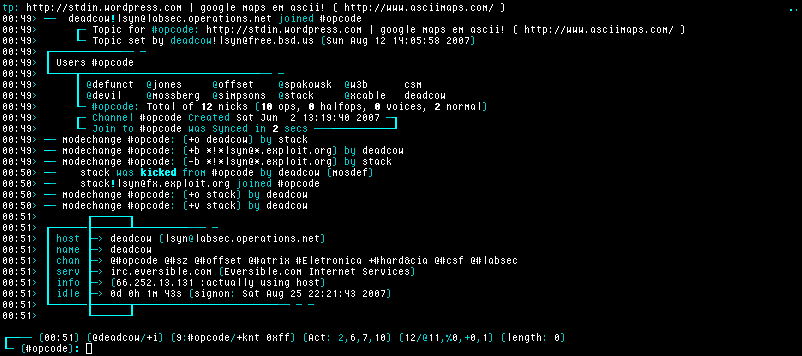 tp: http://stdin.wordpress.com | google maps em ascii! ( http://www.asciimaps.com/ ) ..
00:49> — deadcow!lsyn@labsec.operations.net joined #opcode
00:49> Topic for #opcode: http://stdin.wordpress.com | google maps em ascii! ( http://www.asciimaps.com/ )
00:49> Topic set by deadcow!lsyn@free.bsd.us [Sun Aug 12 14:05:58 2007]
00:49>
00:49> Users #opcode
00:49>
00:49> @defunct @jones @offset @spakowsk @w3b csm
00:49> @devil @mossberg @simpsons @stack @xcable deadcow
00:49> #opcode: Total of 12 nicks [10 ops, 0 halfops, 0 voices, 2 normal]
00:49> Channel #opcode Created Sat Jun 2 13:19:40 2007
00:49> Join to #opcode was Synced in 2 secs
00:49> — modechange #opcode: [+o deadcow] by stack
00:49> — modechange #opcode: [+b *!*lsyn@*.exploit.org] by deadcow
00:49> — modechange #opcode: [-b *!*lsyn@*.exploit.org] by stack
00:50> — stack was kicked from #opcode by deadcow [mosdef]
00:50> — stack!lsyn@fx.exploit.org joined #opcode
00:50> — modechange #opcode: [+o stack] by deadcow
00:50> — modechange #opcode: [+v stack] by deadcow
00:51>
00:51>
00:51> host —> deadcow [lsyn@labsec.operations.net]
00:51> name —> deadcow
00:51> chan —> @#opcode @#sz @#offset @#atrix #Eletronica +#hard&cia @#csf @#labsec
00:51> serv —> irc.eversible.com [Eversible.com Internet Services]
00:51> info —> [66.252.13.131 :actually using host]
00:51> idle —> 0d 0h 1m 43s [signon: Sat Aug 25 22:21:43 2007]
00:51>
00:51>
[00:51] [@deadcow/+i] [9:#opcode/+knt 0xff] [Act: 2,6,7,10] [12/@11,%0,+0,1] [length: 0]
[#opcode]: